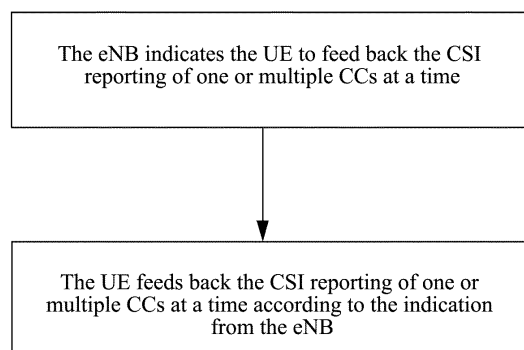 The eNB indicates the UE to feed back the CSI
reporting of one or multiple CCs at a time
The UE feeds back the CSI reporting of one or
multiple CCs at a time according to the indication
from the eNB